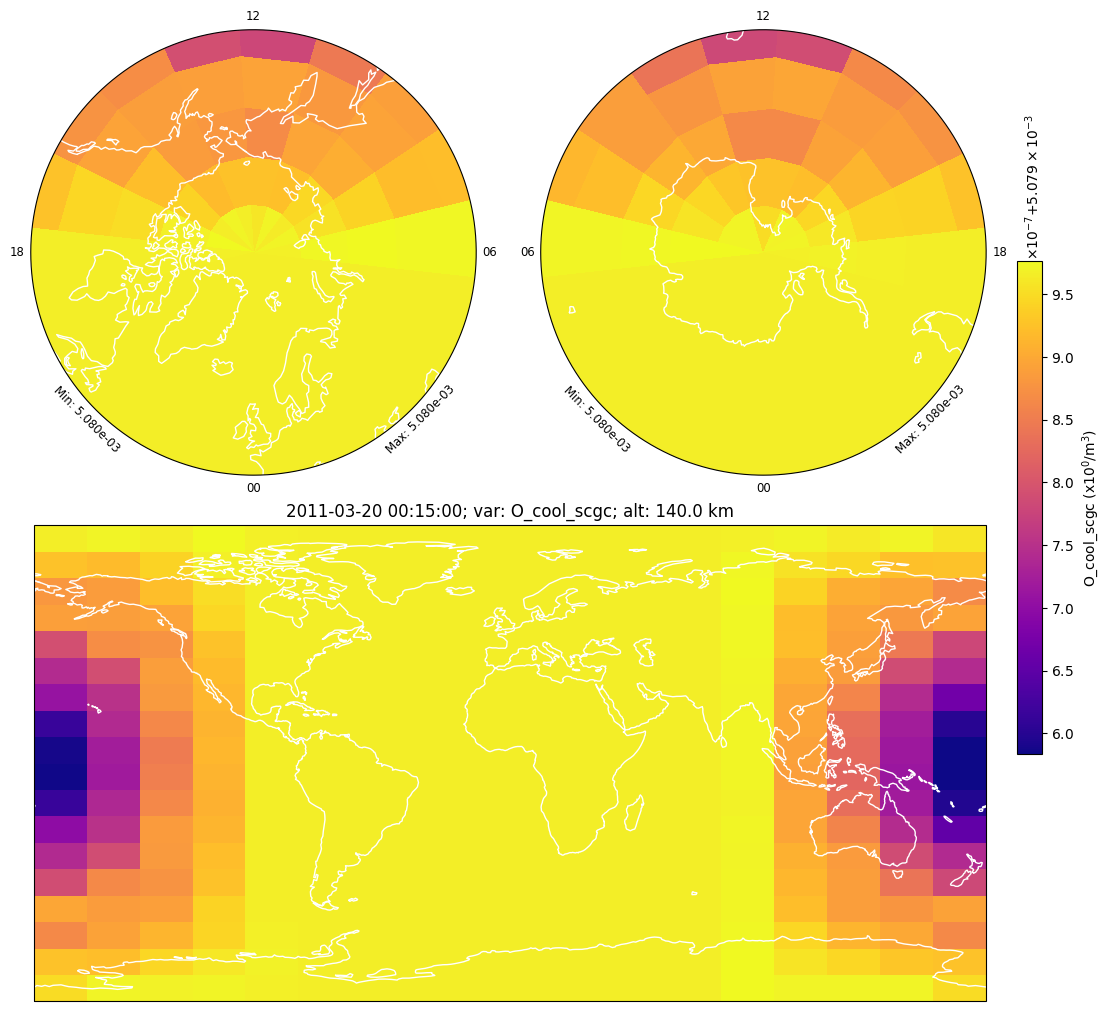 12
12
18
06
06
18
Min: 5.080e-03
Max: 5.080e-03
Min: 5.080e-03
Max: 5.080e-03
00
00
×10⁻⁷+5.079×10⁻³
9.5
9.0
8.5
8.0
7.5
7.0
6.5
6.0
O_cool_scgc (x10⁰/m³)
2011-03-20 00:15:00; var: O_cool_scgc; alt: 140.0 km